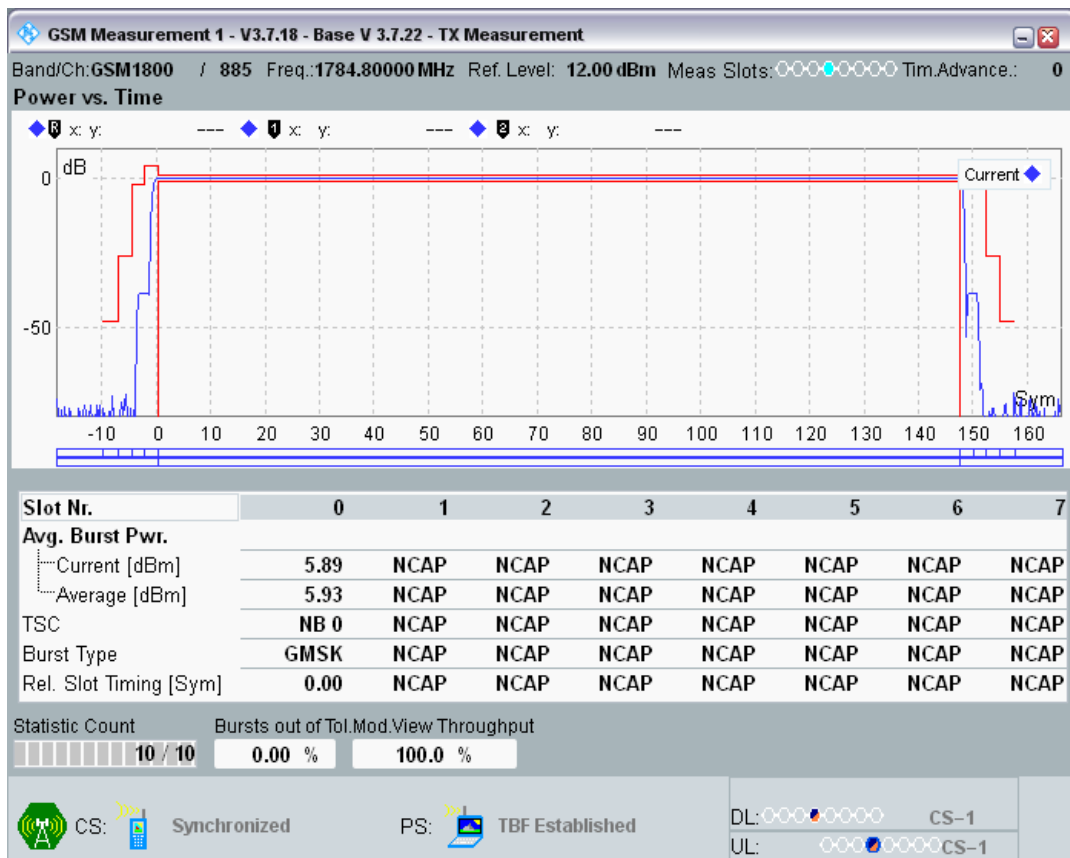 GSM Measurement 1 - V3.7.18 - Base V 3.7.22 - TX Measurement
Band/Ch:GSM1800 / 885 Freq.:1784.80000 MHz Ref. Level: 12.00 dBm Meas Slots: Tim.Advance.: 0
Power vs. Time
R x: y: --- 1 x: y: --- 2 x: y: ---
dB
Current
0
-50
Sym
-10 0 10 20 30 40 50 60 70 80 90 100 110 120 130 140 150 160
Slot Nr. 0 1 2 3 4 5 6 7
Avg. Burst Pwr.
Current [dBm] 5.89 NCAP NCAP NCAP NCAP NCAP NCAP NCAP
Average [dBm] 5.93 NCAP NCAP NCAP NCAP NCAP NCAP NCAP
TSC NB 0 NCAP NCAP NCAP NCAP NCAP NCAP NCAP
Burst Type GMSK NCAP NCAP NCAP NCAP NCAP NCAP NCAP
Rel. Slot Timing [Sym] 0.00 NCAP NCAP NCAP NCAP NCAP NCAP NCAP
Statistic Count Bursts out of Tol.Mod.View Throughput
10 / 10 0.00 % 100.0 %
CS: Synchronized PS: TBF Established DL: CS-1
UL: CS-1